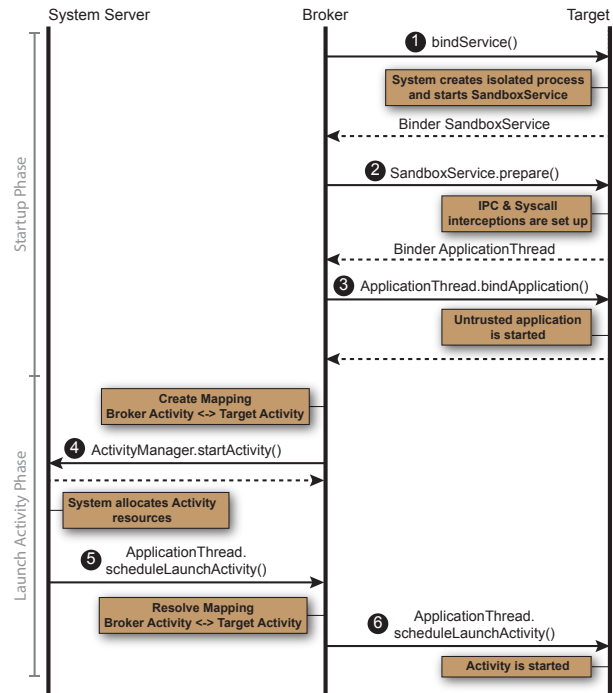 System Server
Broker
Target
Startup Phase
1 bindService()
System creates isolated process
and starts SandboxService
Binder SandboxService
2 SandboxService.prepare()
IPC & Syscall
interceptions are set up
Binder ApplicationThread
3 ApplicationThread.bindApplication()
Untrusted application
is started
Launch Activity Phase
Create Mapping
Broker Activity <-> Target Activity
4 ActivityManager.startActivity()
System allocates Activity
resources
5 ApplicationThread.
scheduleLaunchActivity()
Resolve Mapping
Broker Activity <-> Target Activity
6 ApplicationThread.
scheduleLaunchActivity()
Activity is started